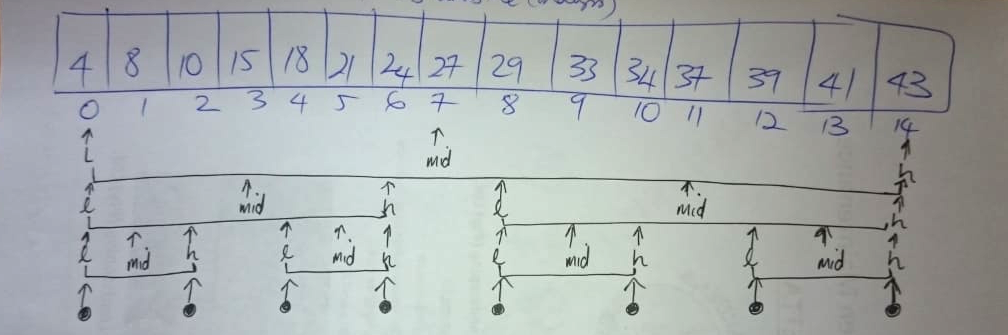 4 8 10 15 18 21 24 27 29 33 34 37 39 41 43
0 1 2 3 4 5 6 7 8 9 10 11 12 13 14
L mid h
l mid h l mid h
l mid h l mid h l mid h l mid h